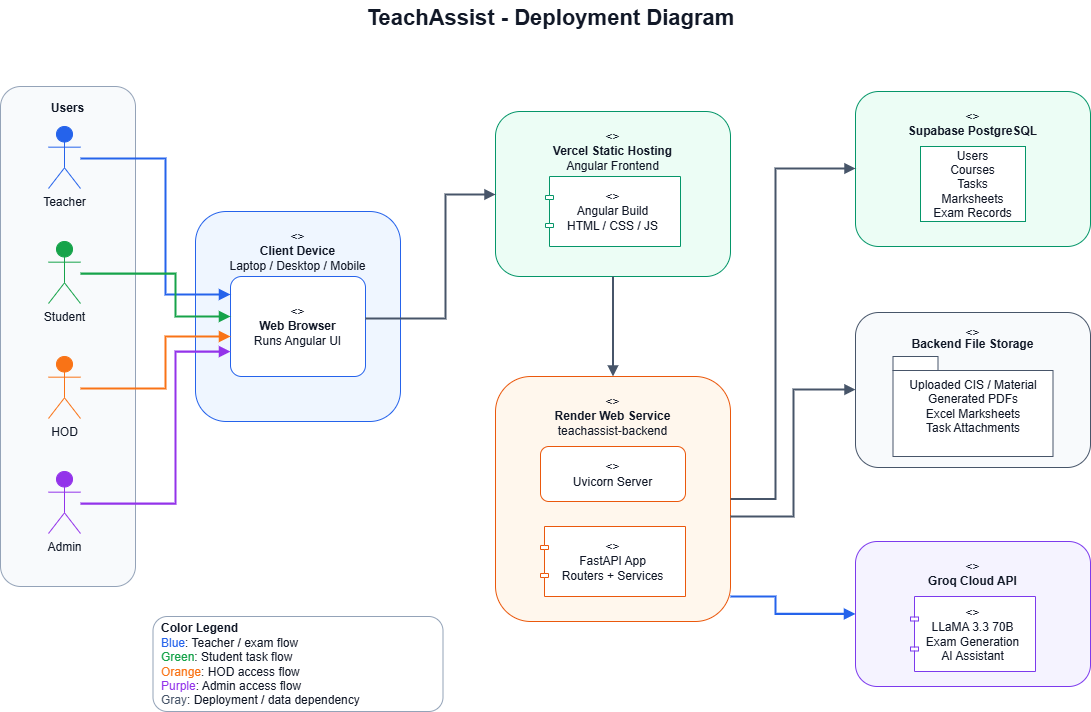 TeachAssist - Deployment Diagram
Users
Teacher
Student
HOD
Admin
<>
Client Device
Laptop / Desktop / Mobile
<>
Web Browser
Runs Angular UI
<>
Vercel Static Hosting
Angular Frontend
<>
Angular Build
HTML / CSS / JS
<>
Render Web Service
teachassist-backend
<>
Uvicorn Server
<>
FastAPI App
Routers + Services
<>
Supabase PostgreSQL
Users
Courses
Tasks
Marksheets
Exam Records
<>
Backend File Storage
Uploaded CIS / Material
Generated PDFs
Excel Marksheets
Task Attachments
<>
Groq Cloud API
<>
LLaMA 3.3 70B
Exam Generation
AI Assistant
Color Legend
Blue: Teacher / exam flow
Green: Student task flow
Orange: HOD access flow
Purple: Admin access flow
Gray: Deployment / data dependency